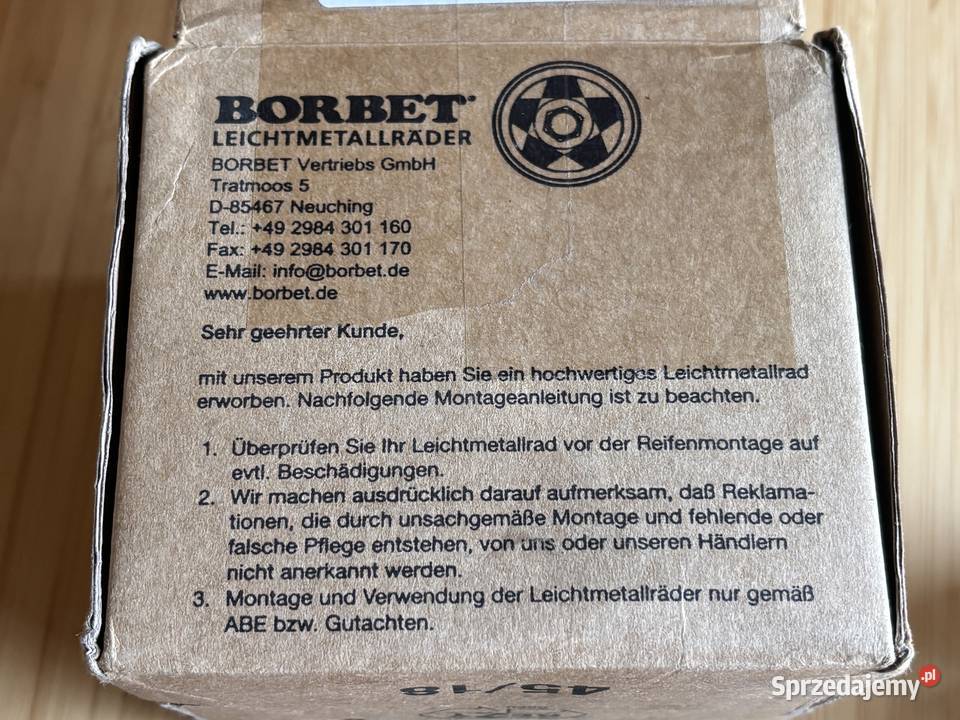 BORBET
LEICHTMETALLRÄDER
BORBET Vertriebs GmbH
Tratmoos 5
D-85467 Neuching
Tel.: +49 2984 301 160
Fax: +49 2984 301 170
E-Mail: info@borbet.de
www.borbet.de
Sehr geehrter Kunde,
mit unserem Produkt haben Sie ein hochwertiges Leichtmetallrad
erworben. Nachfolgende Montageanleitung ist zu beachten.
1. Überprüfen Sie Ihr Leichtmetallrad vor der Reifenmontage auf
evtl. Beschädigungen.
2. Wir machen ausdrücklich darauf aufmerksam, daß Reklama-
tionen, die durch unsachgemäße Montage und fehlende oder
falsche Pflege entstehen, von uns oder unseren Händlern
nicht anerkannt werden.
3. Montage und Verwendung der Leichtmetallräder nur gemäß
ABE bzw. Gutachten.
45/18
Sprzedajemy.pl